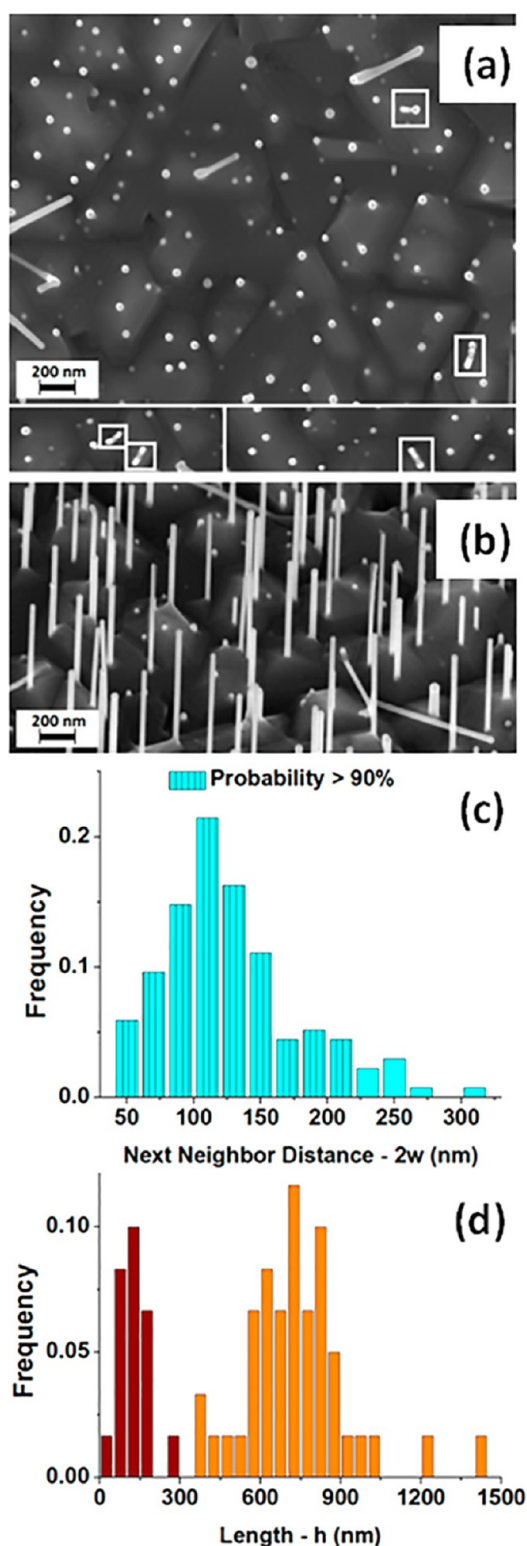 (a)
200 nm
(b)
200 nm
Probability > 90%
(c)
0.2
0.1
0.0
Frequency
50 100 150 200 250 300
Next Neighbor Distance - 2w (nm)
(d)
0.10
0.05
0.00
Frequency
0 300 600 900 1200 1500
Length - h (nm)